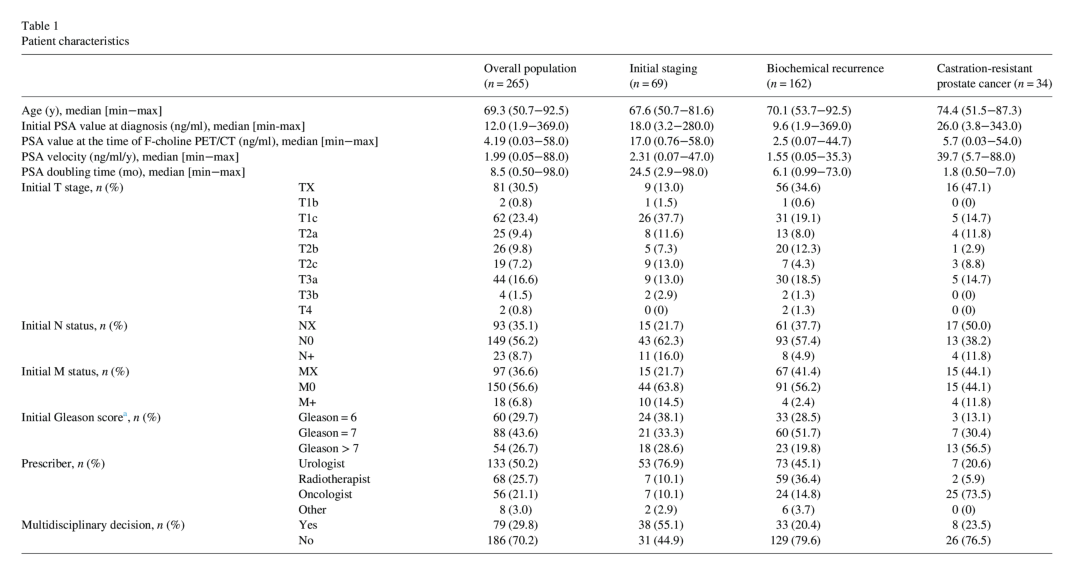 Table 1
Patient characteristics
Overall population Initial staging Biochemical recurrence Castration-resistant
(n = 265) (n = 69) (n = 162) prostate cancer (n = 34)
Age (y), median [min−max] 69.3 (50.7−92.5) 67.6 (50.7−81.6) 70.1 (53.7−92.5) 74.4 (51.5−87.3)
Initial PSA value at diagnosis (ng/ml), median [min-max] 12.0 (1.9−369.0) 18.0 (3.2−280.0) 9.6 (1.9−369.0) 26.0 (3.8−343.0)
PSA value at the time of F-choline PET/CT (ng/ml), median [min−max] 4.19 (0.03−58.0) 17.0 (0.76−58.0) 2.5 (0.07−44.7) 5.7 (0.03−54.0)
PSA velocity (ng/ml/y), median [min−max] 1.99 (0.05−88.0) 2.31 (0.07−47.0) 1.55 (0.05−35.3) 39.7 (5.7−88.0)
PSA doubling time (mo), median [min−max] 8.5 (0.50−98.0) 24.5 (2.9−98.0) 6.1 (0.99−73.0) 1.8 (0.50−7.0)
Initial T stage, n (%) TX 81 (30.5) 9 (13.0) 56 (34.6) 16 (47.1)
T1b 2 (0.8) 1 (1.5) 1 (0.6) 0 (0)
T1c 62 (23.4) 26 (37.7) 31 (19.1) 5 (14.7)
T2a 25 (9.4) 8 (11.6) 13 (8.0) 4 (11.8)
T2b 26 (9.8) 5 (7.3) 20 (12.3) 1 (2.9)
T2c 19 (7.2) 9 (13.0) 7 (4.3) 3 (8.8)
T3a 44 (16.6) 9 (13.0) 30 (18.5) 5 (14.7)
T3b 4 (1.5) 2 (2.9) 2 (1.3) 0 (0)
T4 2 (0.8) 0 (0) 2 (1.3) 0 (0)
Initial N status, n (%) NX 93 (35.1) 15 (21.7) 61 (37.7) 17 (50.0)
N0 149 (56.2) 43 (62.3) 93 (57.4) 13 (38.2)
N+ 23 (8.7) 11 (16.0) 8 (4.9) 4 (11.8)
Initial M status, n (%) MX 97 (36.6) 15 (21.7) 67 (41.4) 15 (44.1)
M0 150 (56.6) 44 (63.8) 91 (56.2) 15 (44.1)
M+ 18 (6.8) 10 (14.5) 4 (2.4) 4 (11.8)
Initial Gleason scoreᵃ, n (%) Gleason = 6 60 (29.7) 24 (38.1) 33 (28.5) 3 (13.1)
Gleason = 7 88 (43.6) 21 (33.3) 60 (51.7) 7 (30.4)
Gleason > 7 54 (26.7) 18 (28.6) 23 (19.8) 13 (56.5)
Prescriber, n (%) Urologist 133 (50.2) 53 (76.9) 73 (45.1) 7 (20.6)
Radiotherapist 68 (25.7) 7 (10.1) 59 (36.4) 2 (5.9)
Oncologist 56 (21.1) 7 (10.1) 24 (14.8) 25 (73.5)
Other 8 (3.0) 2 (2.9) 6 (3.7) 0 (0)
Multidisciplinary decision, n (%) Yes 79 (29.8) 38 (55.1) 33 (20.4) 8 (23.5)
No 186 (70.2) 31 (44.9) 129 (79.6) 26 (76.5)